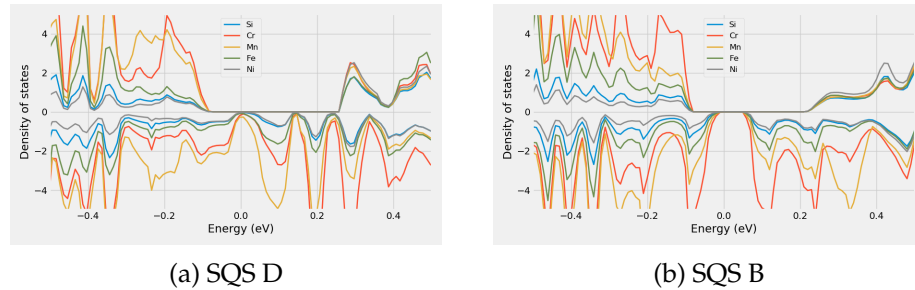 Density of states
4
2
0
−2
−4
Si
Cr
Mn
Fe
Ni
−0.4
−0.2
0.0
0.2
0.4
Energy (eV)
(a) SQS D
Density of states
4
2
0
−2
−4
Si
Cr
Mn
Fe
Ni
−0.4
−0.2
0.0
0.2
0.4
Energy (eV)
(b) SQS B